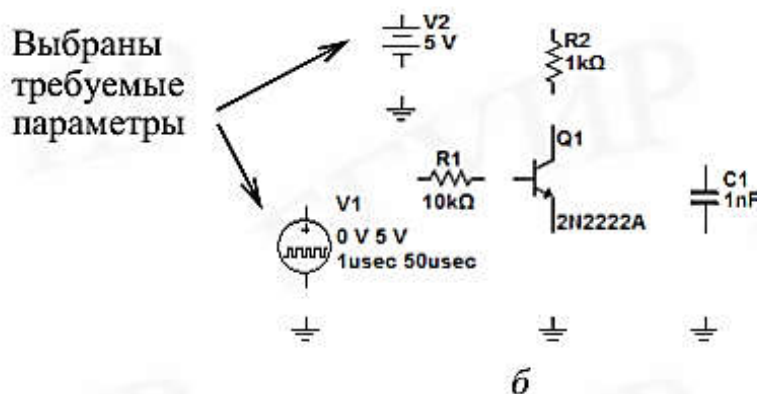 Выбраны
требуемые
параметры
V2
5 V
R2
1kΩ
Q1
R1
10kΩ
2N2222A
C1
1nF
V1
0 V 5 V
1usec 50usec
б